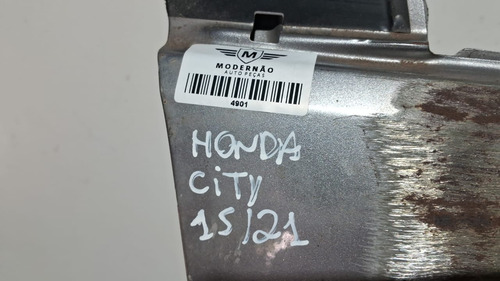 M
MODERNÃO
AUTO PEÇAS
4901
HONDA
CiTY
15/21